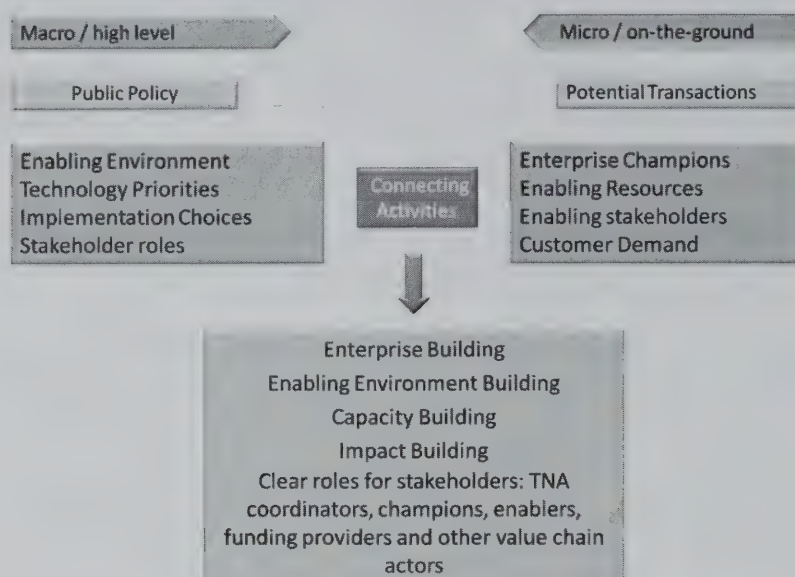 Macro / high level
Micro / on-the-ground
Public Policy
Potential Transactions
Enabling Environment
Technology Priorities
Implementation Choices
Stakeholder roles
Connecting
Activities
Enterprise Champions
Enabling Resources
Enabling stakeholders
Customer Demand
Enterprise Building
Enabling Environment Building
Capacity Building
Impact Building
Clear roles for stakeholders: TNA
coordinators, champions, enablers,
funding providers and other value chain
actors